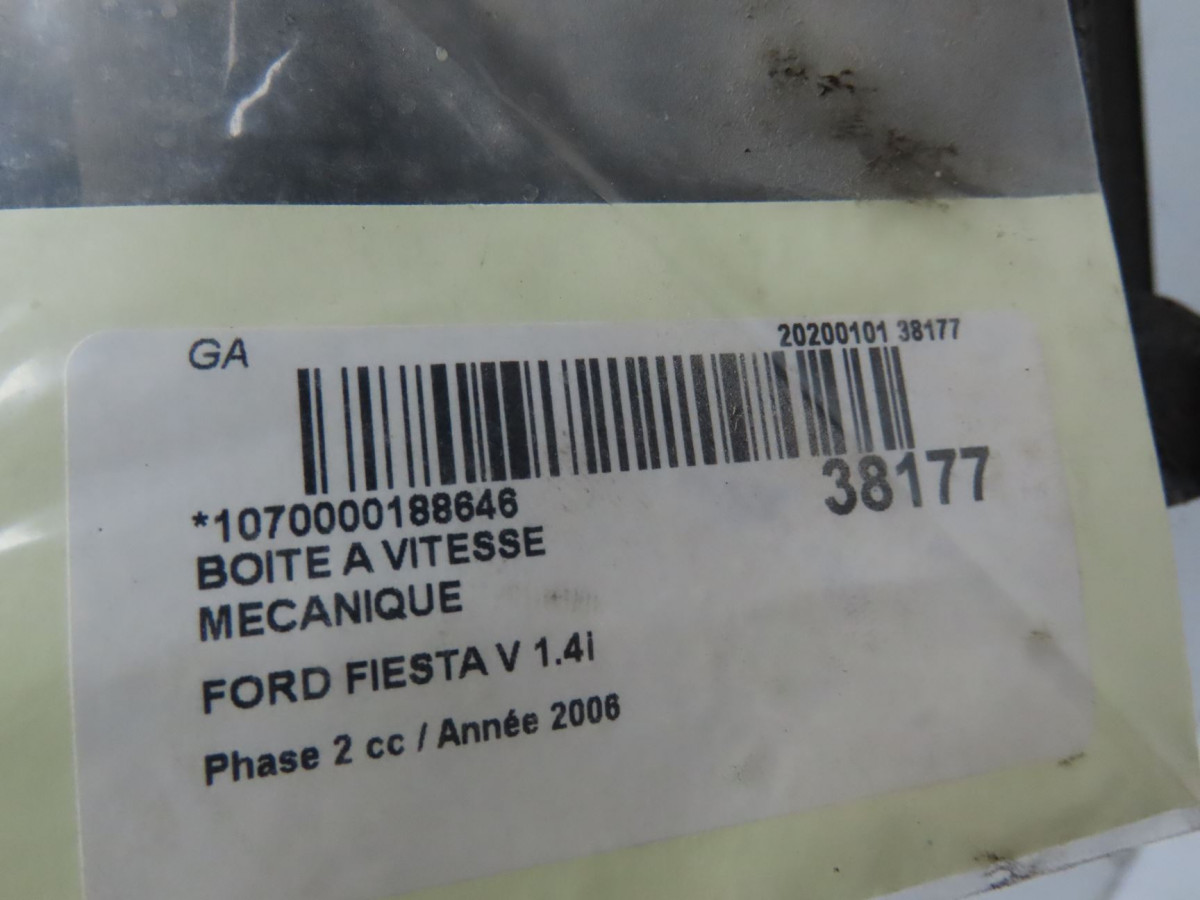 GA
20200101 38177
38177
*1070000188646
BOITE A VITESSE
MECANIQUE
FORD FIESTA V 1.4i
Phase 2 cc / Année 2006